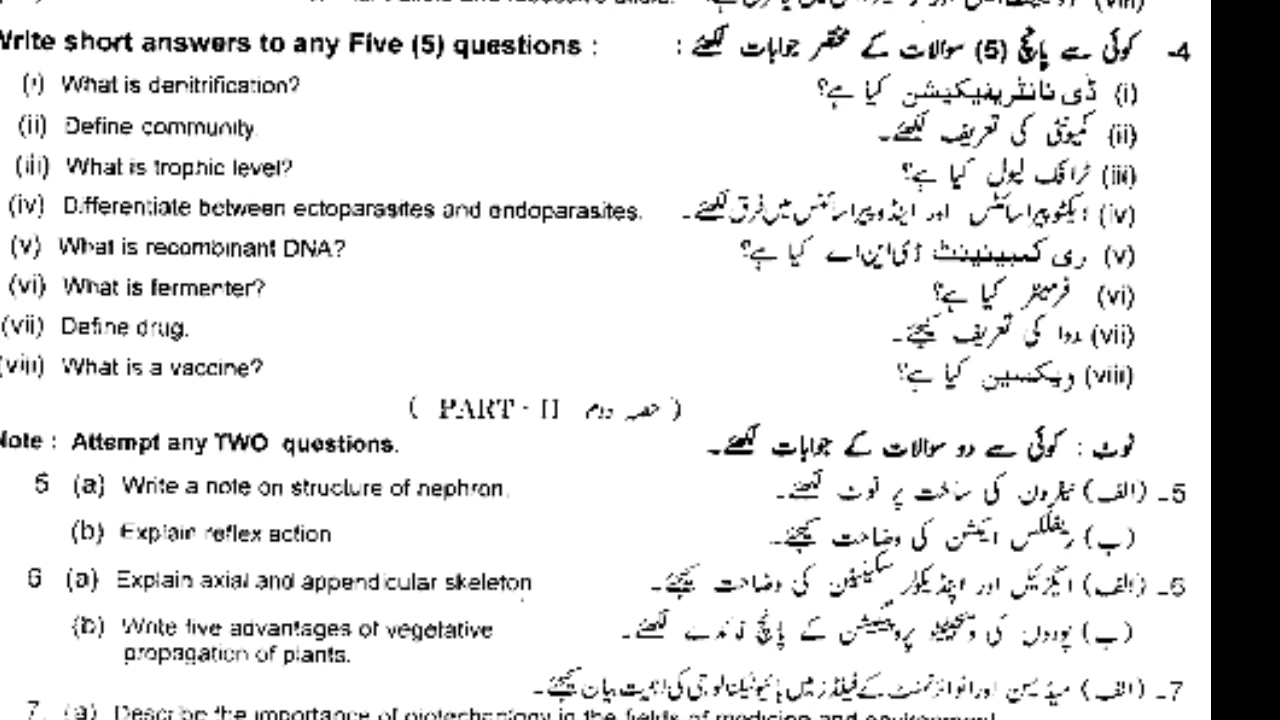 Write short answers to any Five (5) questions : کوئی سے پانچ (5) سوالات کے مختصر جوابات لکھئے : -4
(i) What is denitrification? (i) ڈی نائٹریفیکیشن کیا ہے؟
(ii) Define community. (ii) کمیونٹی کی تعریف لکھئے۔
(iii) What is trophic level? (iii) ٹرافک لیول کیا ہے؟
(iv) Differentiate between ectoparasites and endoparasites. (iv) ایکٹوپیراسائٹس اور اینڈوپیراسائٹس میں فرق لکھئے۔
(v) What is recombinant DNA? (v) ری کمبینینٹ ڈی این اے کیا ہے؟
(vi) What is fermenter? (vi) فرمینٹر کیا ہے؟
(vii) Define drug. (vii) دوا کی تعریف کیجئے۔
(viii) What is a vaccine? (viii) ویکسین کیا ہے؟
( PART - II حصہ دوم )
Note : Attempt any TWO questions. نوٹ : کوئی سے دو سوالات کے جوابات لکھئے۔
5 (a) Write a note on structure of nephron. 5۔ (الف) نیفرون کی ساخت پر نوٹ لکھئے۔
(b) Explain reflex action (ب) ریفلکس ایکشن کی وضاحت کیجئے۔
6 (a) Explain axial and appendicular skeleton 6۔ (الف) ایگزیئل اور اپینڈیکولر سکیلیٹن کی وضاحت کیجئے۔
(b) Write five advantages of vegetative (ب) پودوں کی ویجیٹیٹو پروپیگیشن کے پانچ فائدے لکھئے۔
propagation of plants.
7۔ (الف) میڈیسن اور انوائرنمنٹ کے فیلڈز میں بائیوٹیکنالوجی کی اہمیت بیان کیجئے۔
7. (a) Describe the importance of biotechnology in the fields of medicine and environment